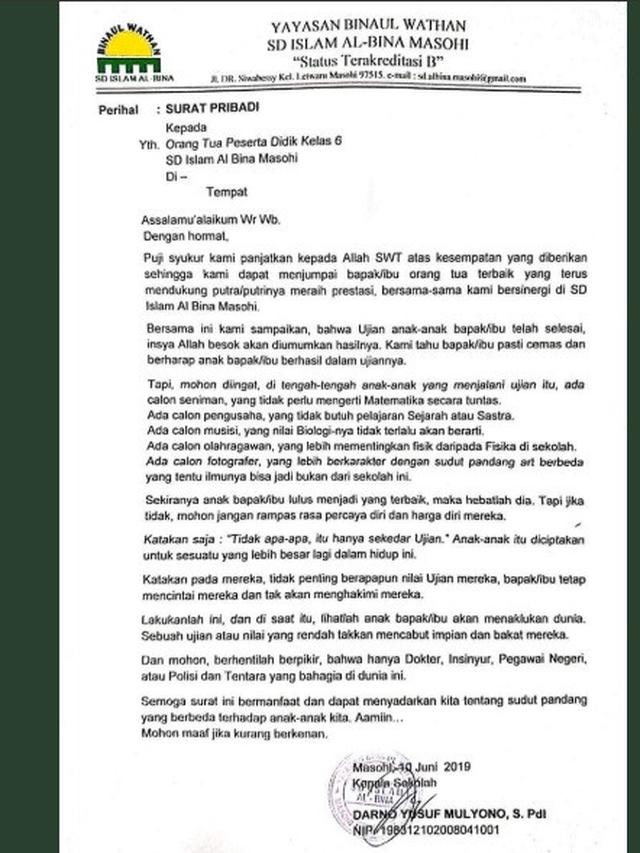 BINAUL WATHAN
SD ISLAM AL-BINA
YAYASAN BINAUL WATHAN
SD ISLAM AL-BINA MASOHI
“Status Terakreditasi B”
Jl. DR. Siwabessy Kel. Letwaru Masohi 97515. e-mail : sd.albina.masohi@gmail.com
Perihal : SURAT PRIBADI
Kepada
Yth. Orang Tua Peserta Didik Kelas 6
SD Islam Al Bina Masohi
Di –
Tempat
Assalamu’alaikum Wr Wb.
Dengan hormat,
Puji syukur kami panjatkan kepada Allah SWT atas kesempatan yang diberikan
sehingga kami dapat menjumpai bapak/ibu orang tua terbaik yang terus
mendukung putra/putrinya meraih prestasi, bersama-sama kami bersinergi di SD
Islam Al Bina Masohi.
Bersama ini kami sampaikan, bahwa Ujian anak-anak bapak/ibu telah selesai,
insya Allah besok akan diumumkan hasilnya. Kami tahu bapak/ibu pasti cemas dan
berharap anak bapak/ibu berhasil dalam ujiannya.
Tapi, mohon diingat, di tengah-tengah anak-anak yang menjalani ujian itu, ada
calon seniman, yang tidak perlu mengerti Matematika secara tuntas.
Ada calon pengusaha, yang tidak butuh pelajaran Sejarah atau Sastra.
Ada calon musisi, yang nilai Biologi-nya tidak terlalu akan berarti.
Ada calon olahragawan, yang lebih mementingkan fisik daripada Fisika di sekolah.
Ada calon fotografer, yang lebih berkarakter dengan sudut pandang art berbeda
yang tentu ilmunya bisa jadi bukan dari sekolah ini.
Sekiranya anak bapak/ibu lulus menjadi yang terbaik, maka hebatlah dia. Tapi jika
tidak, mohon jangan rampas rasa percaya diri dan harga diri mereka.
Katakan saja : “Tidak apa-apa, itu hanya sekedar Ujian.” Anak-anak itu diciptakan
untuk sesuatu yang lebih besar lagi dalam hidup ini.
Katakan pada mereka, tidak penting berapapun nilai Ujian mereka, bapak/ibu tetap
mencintai mereka dan tak akan menghakimi mereka.
Lakukanlah ini, dan di saat itu, lihatlah anak bapak/ibu akan menaklukan dunia.
Sebuah ujian atau nilai yang rendah takkan mencabut impian dan bakat mereka.
Dan mohon, berhentilah berpikir, bahwa hanya Dokter, Insinyur, Pegawai Negeri,
atau Polisi dan Tentara yang bahagia di dunia ini.
Semoga surat ini bermanfaat dan dapat menyadarkan kita tentang sudut pandang
yang berbeda terhadap anak-anak kita. Aamiin...
Mohon maaf jika kurang berkenan.
Masohi, 10 Juni 2019
Kepala Sekolah
AL-BINA
DARNO YUSUF MULYONO, S. PdI
NIP. 198312102008041001